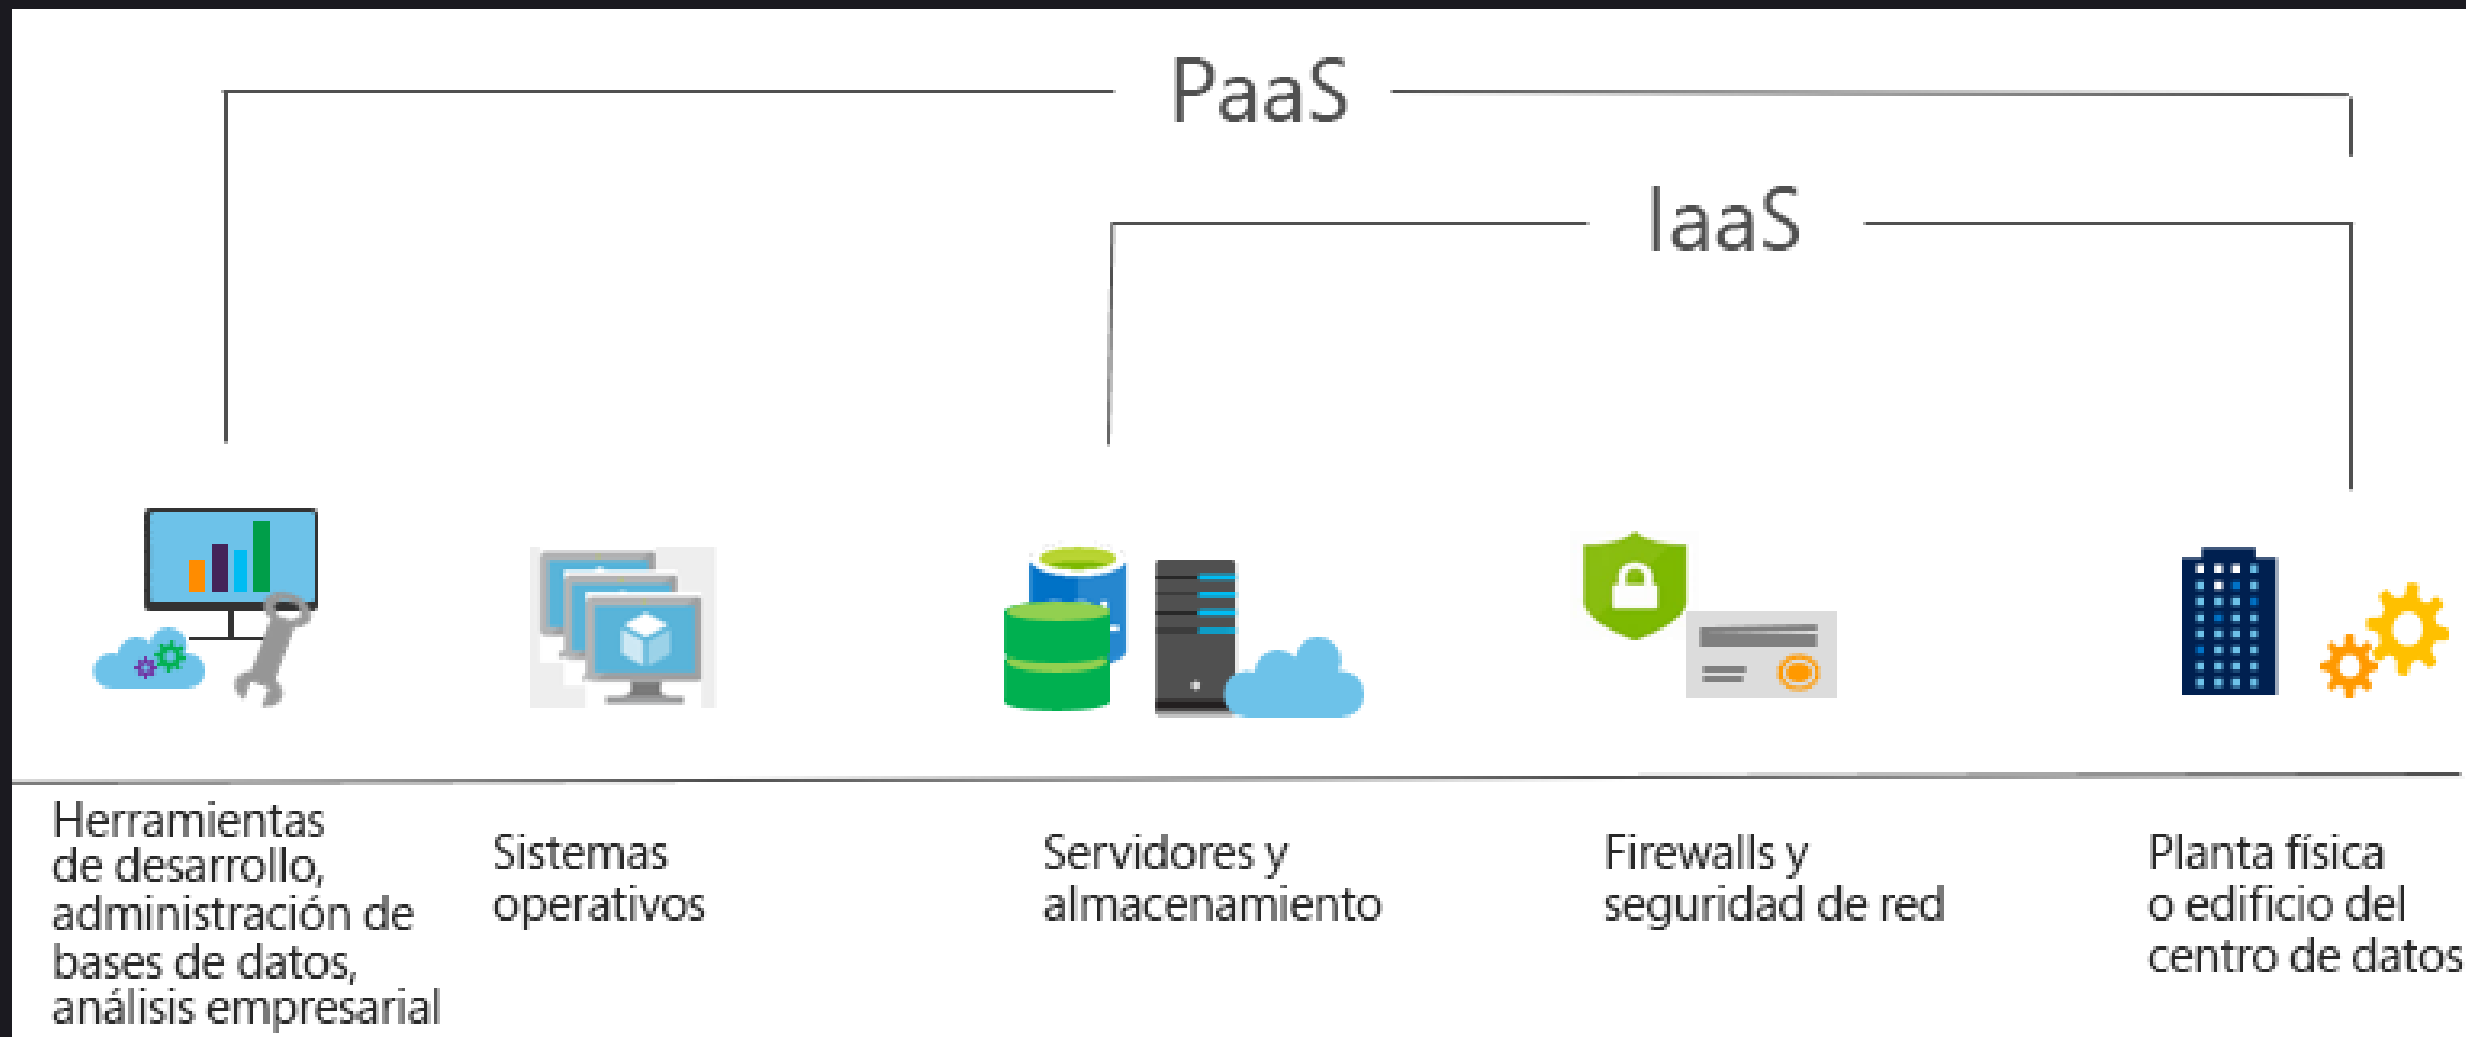 PaaS
IaaS
Herramientas
de desarrollo,
administración de
bases de datos,
análisis empresarial
Sistemas
operativos
Servidores y
almacenamiento
Firewalls y
seguridad de red
Planta física
o edificio del
centro de datos